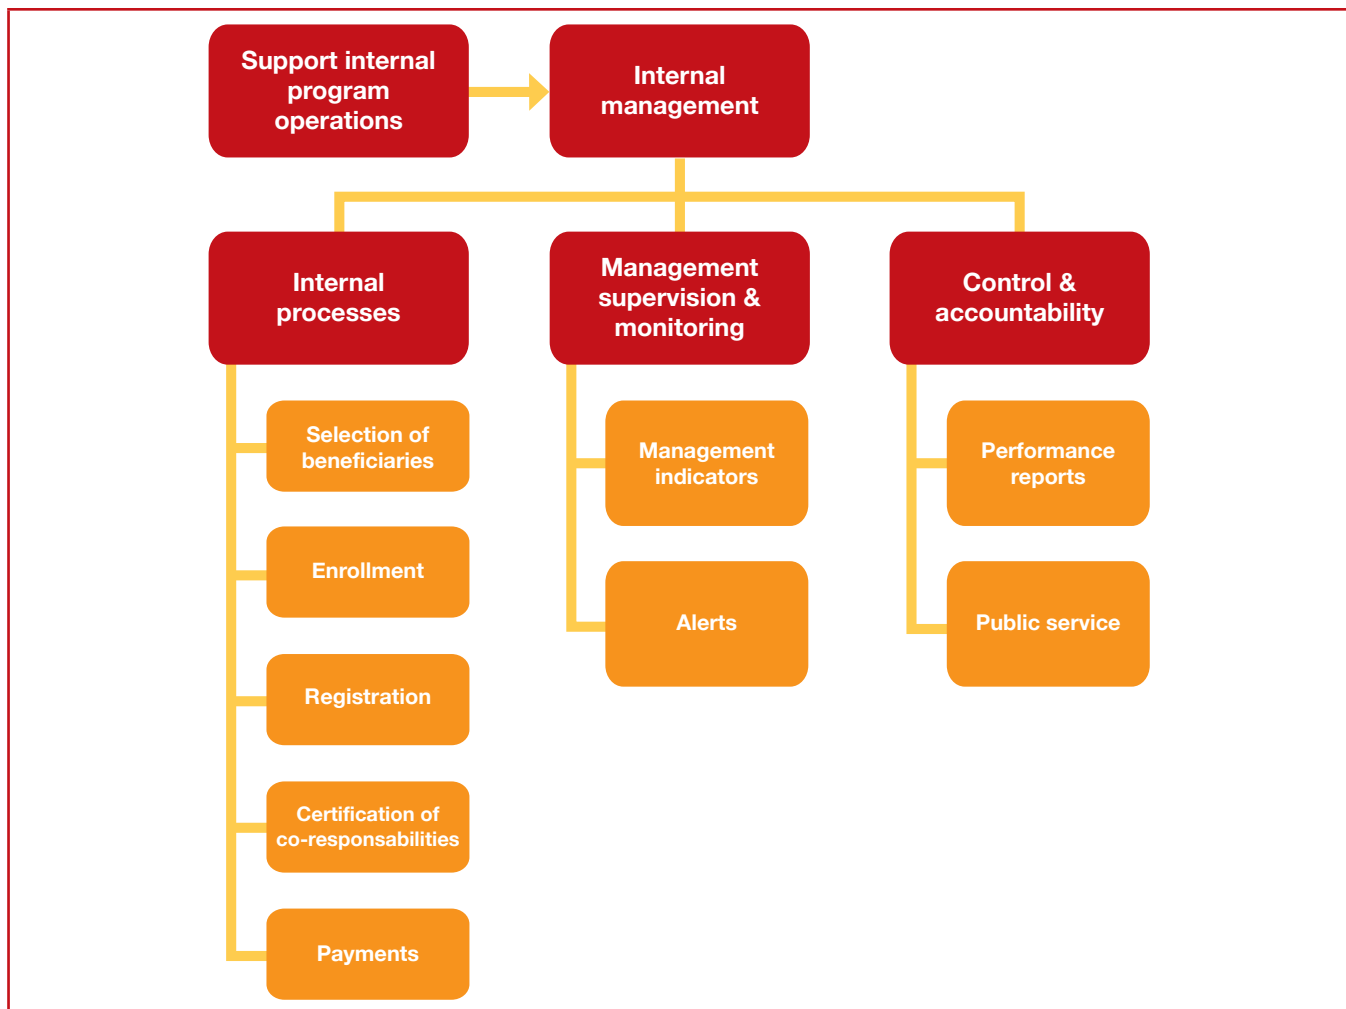 Support internal
program
operations
Internal
management
Internal
processes
Management
supervision &
monitoring
Control &
accountability
Selection of
beneficiaries
Enrollment
Registration
Certification of
co-responsabilities
Payments
Management
indicators
Alerts
Performance
reports
Public service